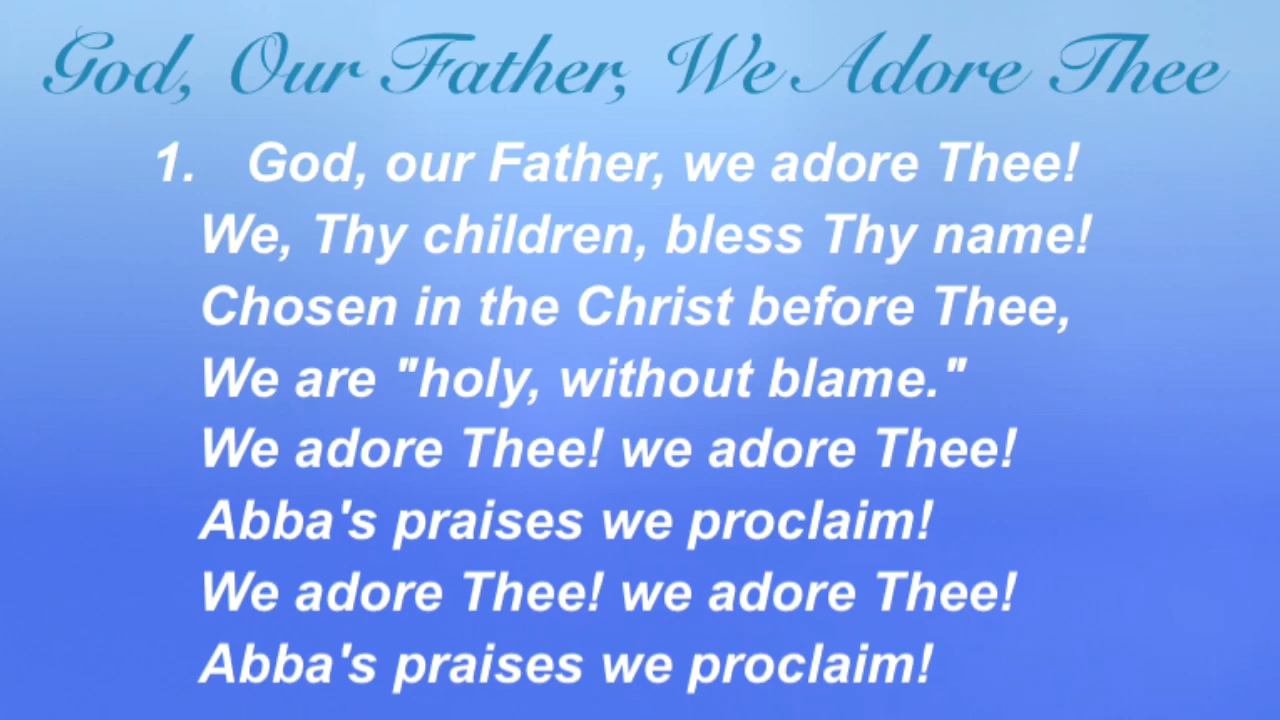 God, Our Father, We Adore Thee
1. God, our Father, we adore Thee!
We, Thy children, bless Thy name!
Chosen in the Christ before Thee,
We are "holy, without blame."
We adore Thee! we adore Thee!
Abba's praises we proclaim!
We adore Thee! we adore Thee!
Abba's praises we proclaim!